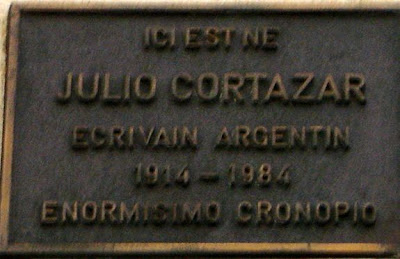 ICI EST NE
JULIO CORTAZAR
ECRIVAIN ARGENTIN
1914 – 1984
ENORMISIMO CRONOPIO